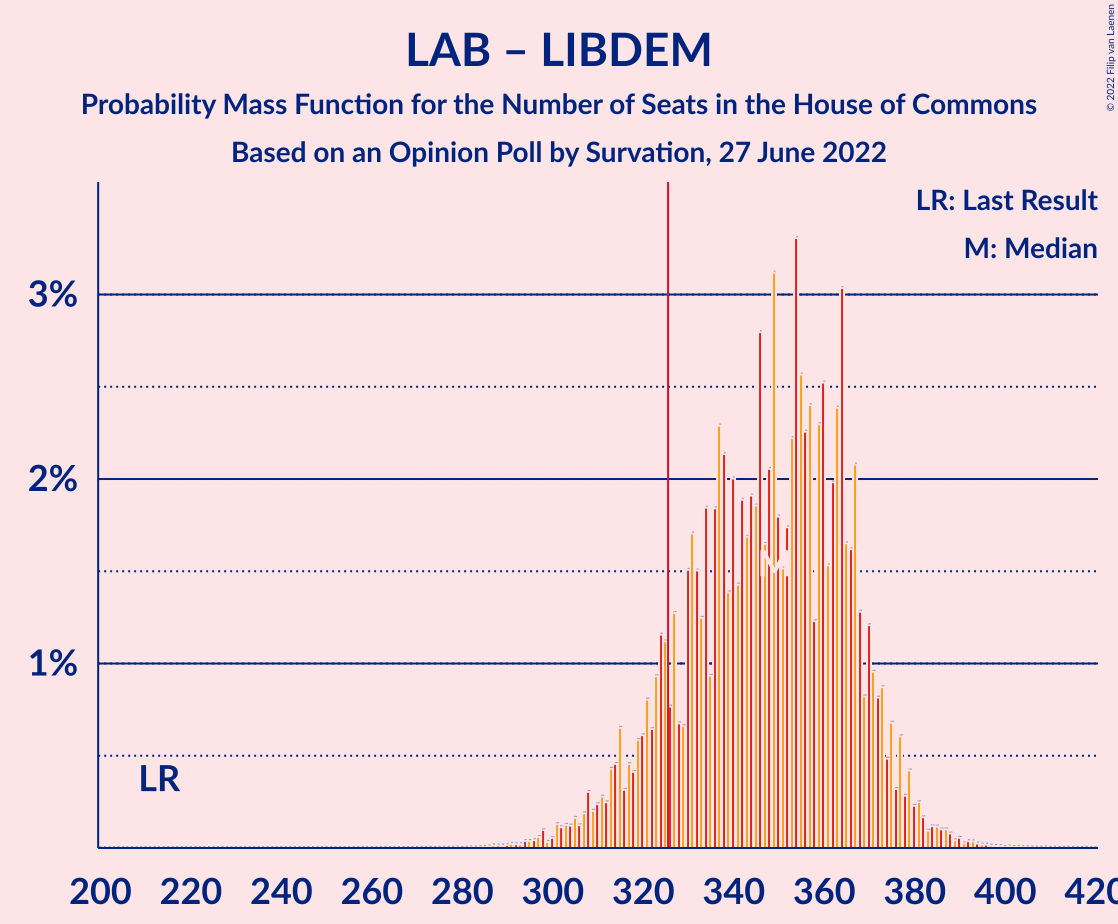 LAB – LIBDEM
Probability Mass Function for the Number of Seats in the House of Commons
Based on an Opinion Poll by Survation, 27 June 2022
© 2022 Filip van Laenen
LR: Last Result
M: Median
3%
2%
1%
M
LR
200 220 240 260 280 300 320 340 360 380 400 420